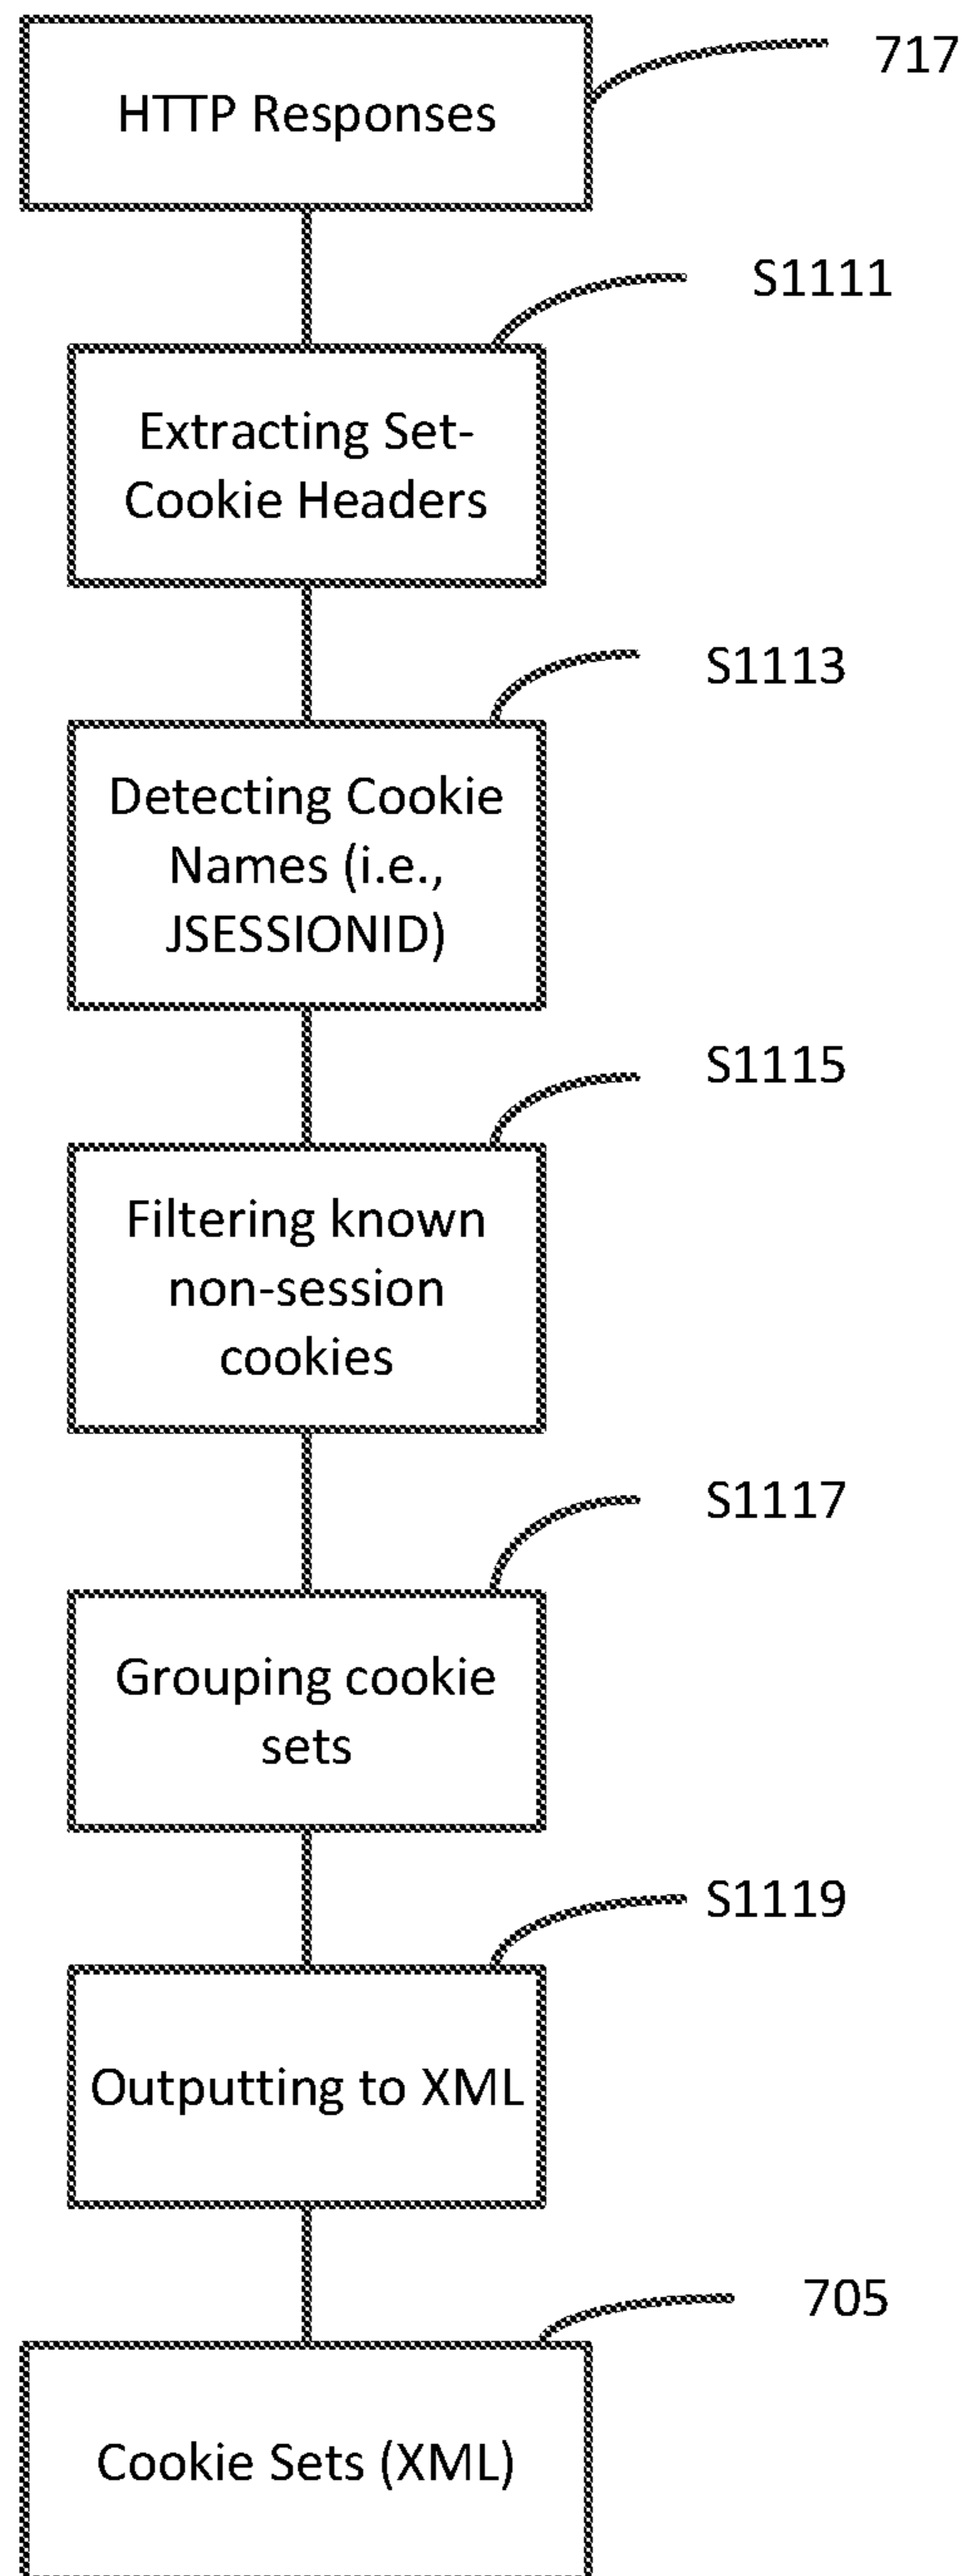 717
HTTP Responses
S1111
Extracting Set-
Cookie Headers
S1113
Detecting Cookie
Names (i.e.,
JSESSIONID)
S1115
Filtering known
non-session
cookies
S1117
Grouping cookie
sets
S1119
Outputting to XML
705
Cookie Sets (XML)